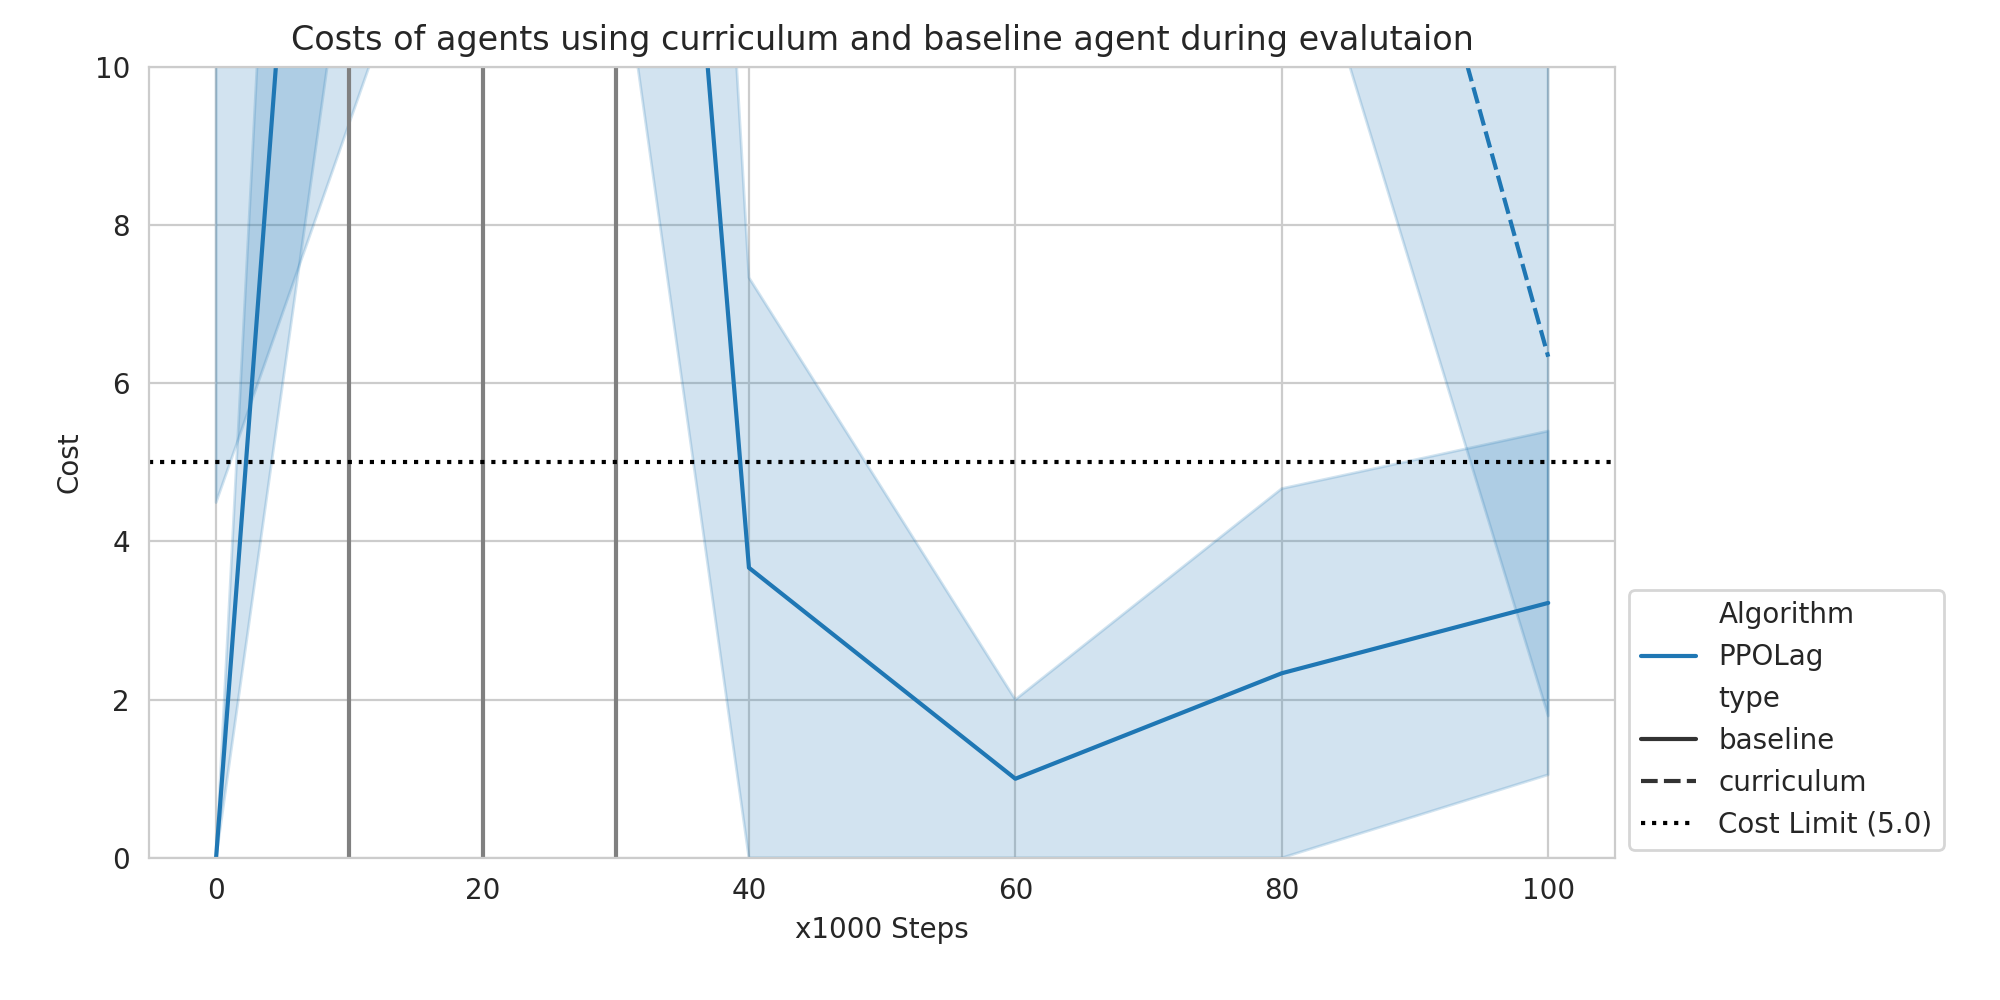 Costs of agents using curriculum and baseline agent during evalutaion
10
8
6
4
2
0
Cost
0 20 40 60 80 100
x1000 Steps
Algorithm
PPOLag
type
baseline
curriculum
Cost Limit (5.0)